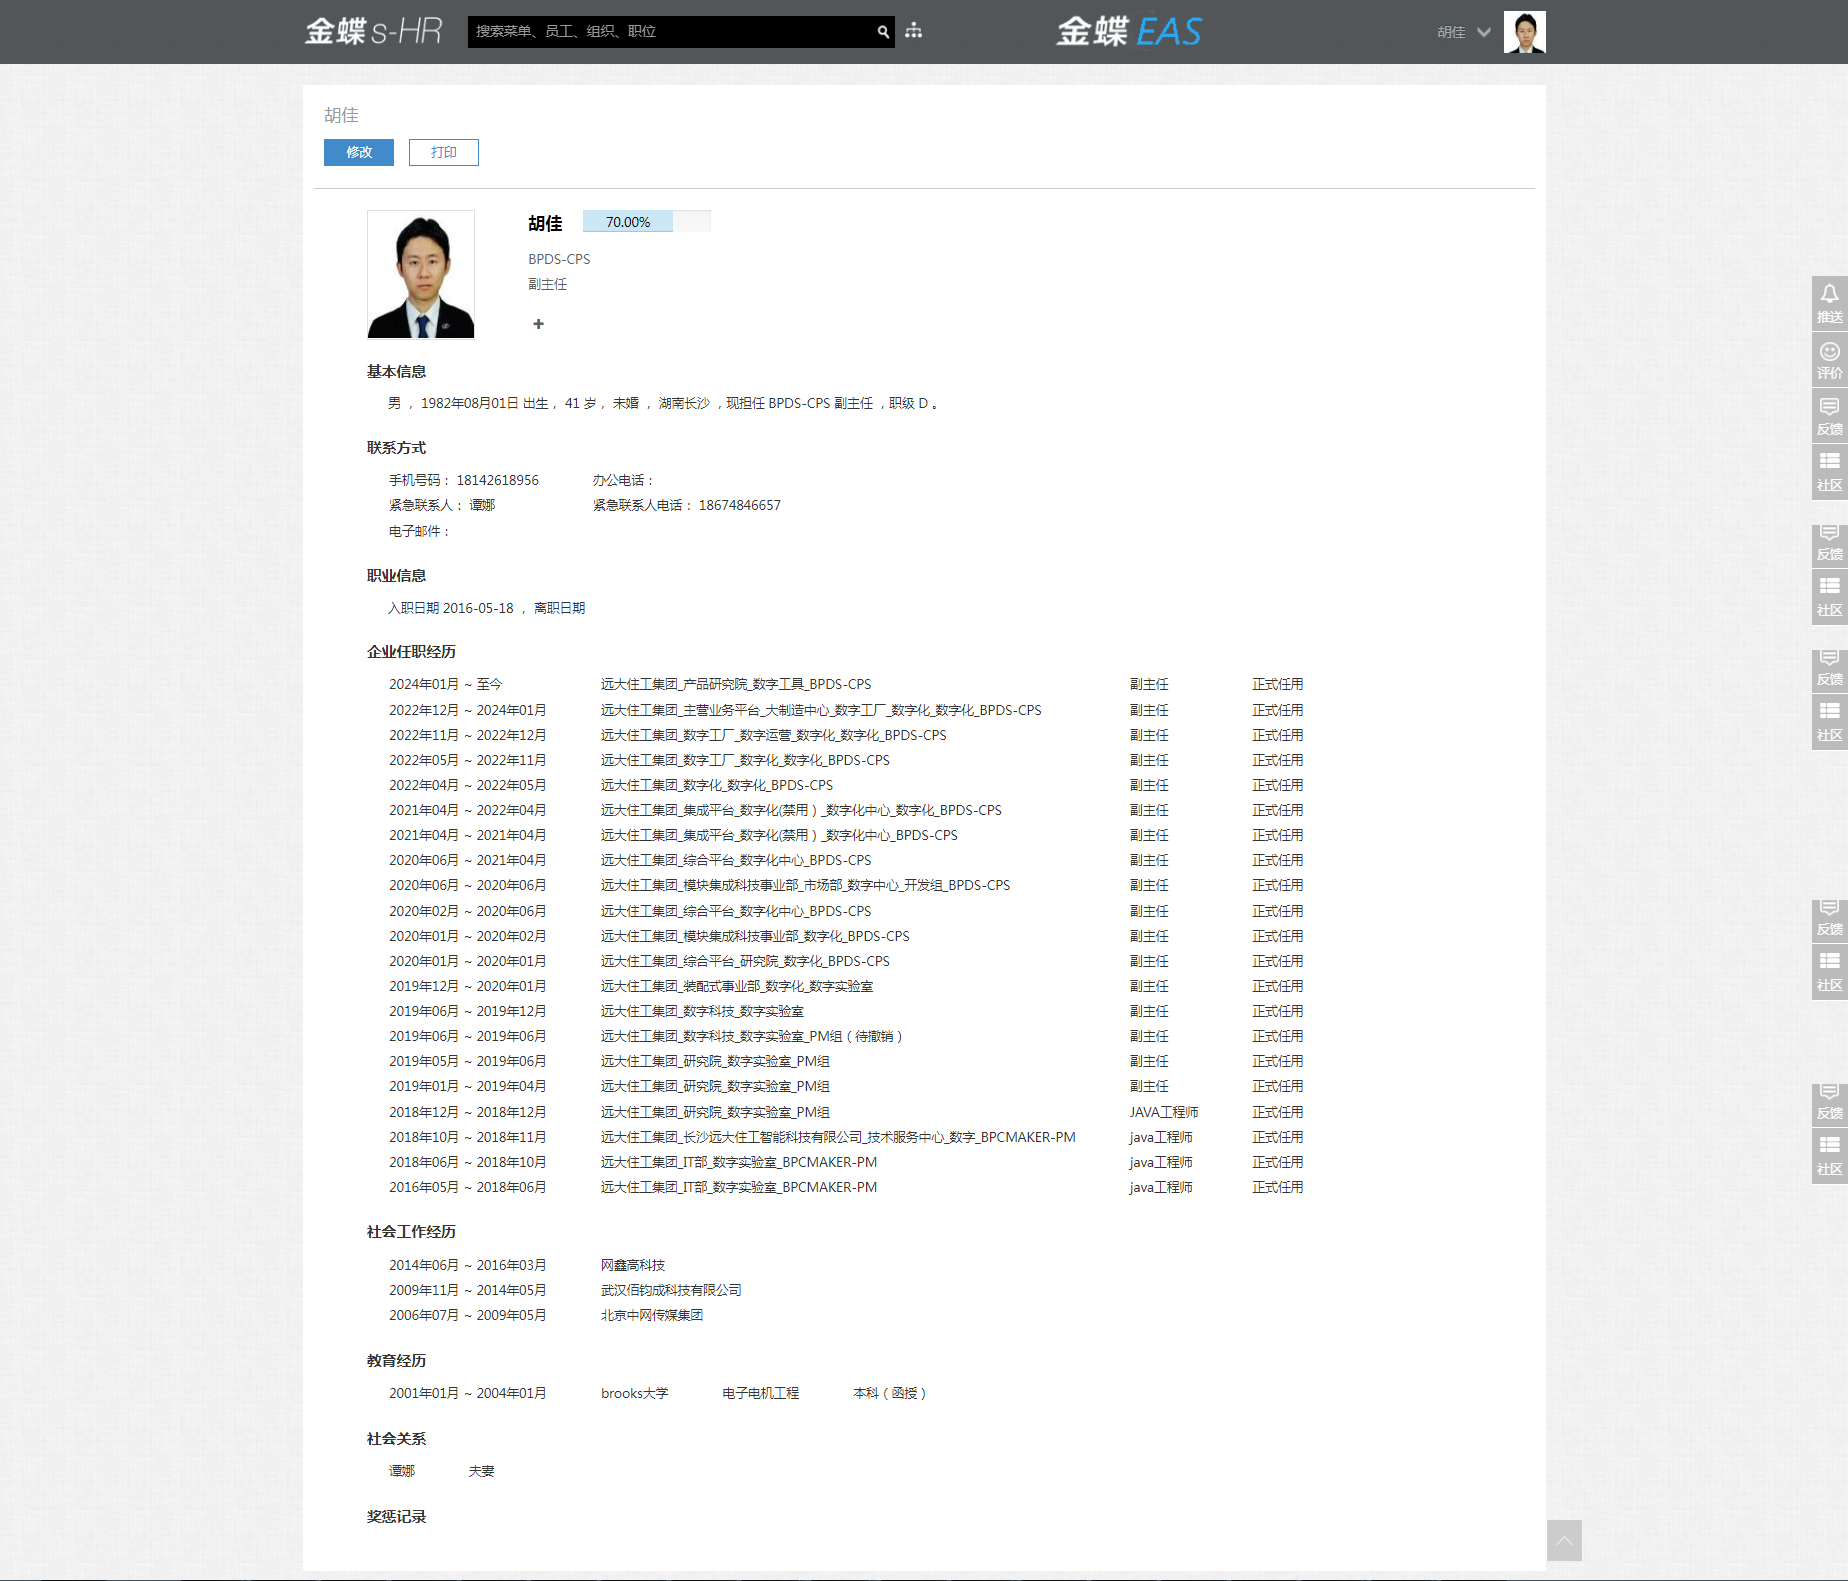 金蝶 s-HR
搜索菜单、员工、组织、职位
金蝶 EAS
胡佳
胡佳
修改 打印
胡佳 70.00%
BPDS-CPS
副主任
基本信息
男 ， 1982年08月01日 出生， 41 岁， 未婚 ， 湖南长沙 ，现担任 BPDS-CPS 副主任 ，职级 D 。
联系方式
手机号码： 18142618956 办公电话：
紧急联系人： 谭娜 紧急联系人电话： 18674846657
电子邮件：
职业信息
入职日期 2016-05-18 ， 离职日期
企业任职经历
2024年01月 ~ 至今 远大住工集团_产品研究院_数字工具_BPDS-CPS 副主任 正式任用
2022年12月 ~ 2024年01月 远大住工集团_主营业务平台_大制造中心_数字工厂_数字化_数字化_BPDS-CPS 副主任 正式任用
2022年11月 ~ 2022年12月 远大住工集团_数字工厂_数字运营_数字化_数字化_BPDS-CPS 副主任 正式任用
2022年05月 ~ 2022年11月 远大住工集团_数字工厂_数字化_数字化_BPDS-CPS 副主任 正式任用
2022年04月 ~ 2022年05月 远大住工集团_数字化_数字化_BPDS-CPS 副主任 正式任用
2021年04月 ~ 2022年04月 远大住工集团_集成平台_数字化(禁用）_数字化中心_数字化_BPDS-CPS 副主任 正式任用
2021年04月 ~ 2021年04月 远大住工集团_集成平台_数字化(禁用）_数字化中心_BPDS-CPS 副主任 正式任用
2020年06月 ~ 2021年04月 远大住工集团_综合平台_数字化中心_BPDS-CPS 副主任 正式任用
2020年06月 ~ 2020年06月 远大住工集团_模块集成科技事业部_市场部_数字中心_开发组_BPDS-CPS 副主任 正式任用
2020年02月 ~ 2020年06月 远大住工集团_综合平台_数字化中心_BPDS-CPS 副主任 正式任用
2020年01月 ~ 2020年02月 远大住工集团_模块集成科技事业部_数字化_BPDS-CPS 副主任 正式任用
2020年01月 ~ 2020年01月 远大住工集团_综合平台_研究院_数字化_BPDS-CPS 副主任 正式任用
2019年12月 ~ 2020年01月 远大住工集团_装配式事业部_数字化_数字实验室 副主任 正式任用
2019年06月 ~ 2019年12月 远大住工集团_数字科技_数字实验室 副主任 正式任用
2019年06月 ~ 2019年06月 远大住工集团_数字科技_数字实验室_PM组（待撤销） 副主任 正式任用
2019年05月 ~ 2019年06月 远大住工集团_研究院_数字实验室_PM组 副主任 正式任用
2019年01月 ~ 2019年04月 远大住工集团_研究院_数字实验室_PM组 副主任 正式任用
2018年12月 ~ 2018年12月 远大住工集团_研究院_数字实验室_PM组 JAVA工程师 正式任用
2018年10月 ~ 2018年11月 远大住工集团_长沙远大住工智能科技有限公司_技术服务中心_数字_BPCMAKER-PM java工程师 正式任用
2018年06月 ~ 2018年10月 远大住工集团_IT部_数字实验室_BPCMAKER-PM java工程师 正式任用
2016年05月 ~ 2018年06月 远大住工集团_IT部_数字实验室_BPCMAKER-PM java工程师 正式任用
社会工作经历
2014年06月 ~ 2016年03月 网鑫高科技
2009年11月 ~ 2014年05月 武汉佰钧成科技有限公司
2006年07月 ~ 2009年05月 北京中网传媒集团
教育经历
2001年01月 ~ 2004年01月 brooks大学 电子电机工程 本科（函授）
社会关系
谭娜 夫妻
奖惩记录
推送
评价
反馈
社区
反馈
社区
反馈
社区
反馈
社区
反馈
社区